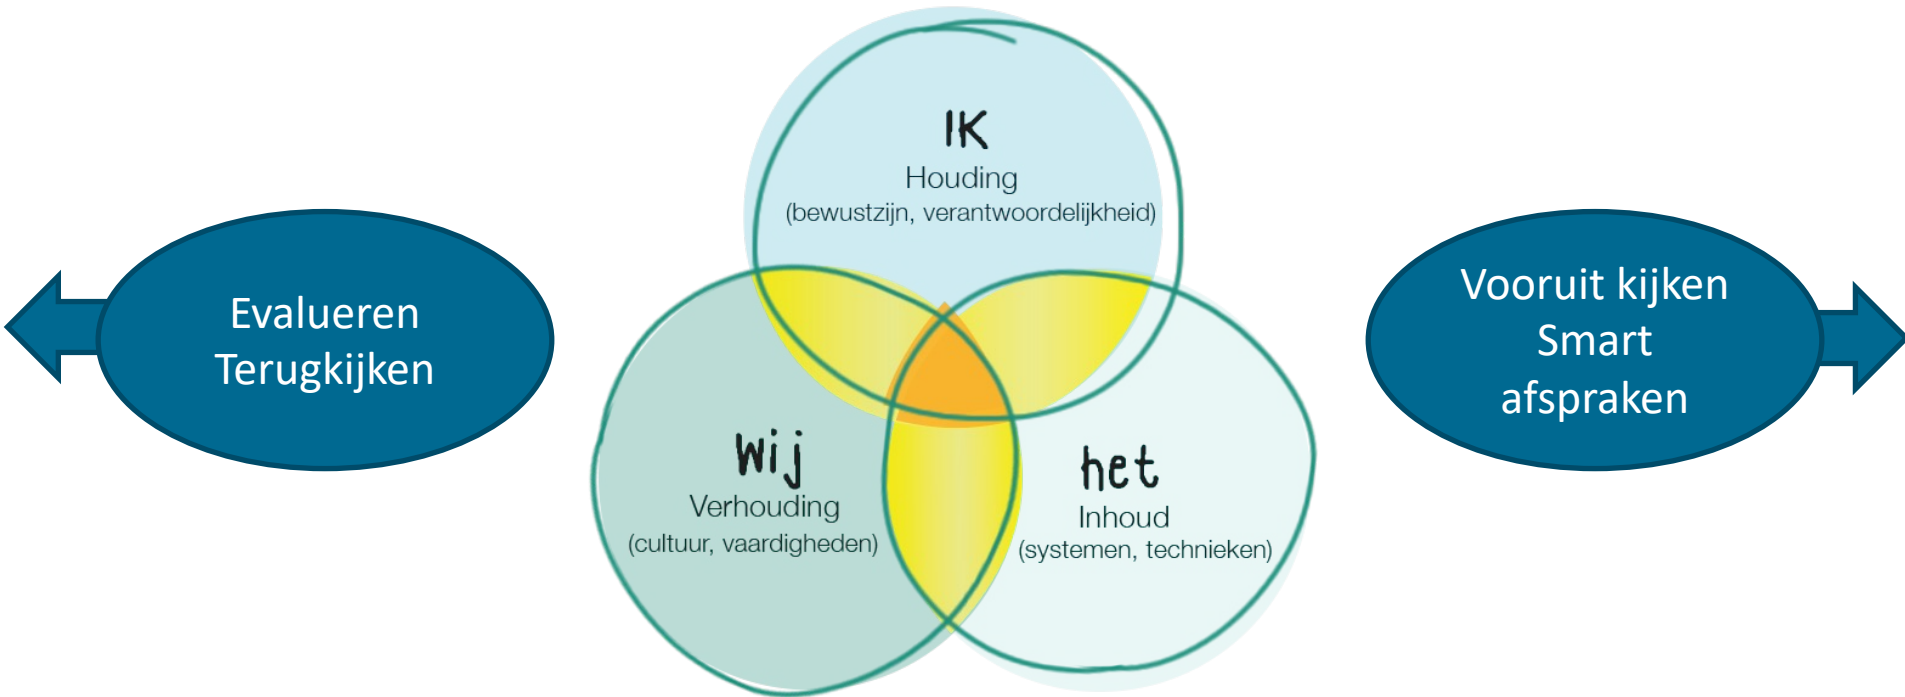 Evalueren
Terugkijken
IK
Houding
(bewustzijn, verantwoordelijkheid)
Wij
Verhouding
(cultuur, vaardigheden)
het
Inhoud
(systemen, technieken)
Vooruit kijken
Smart
afspraken